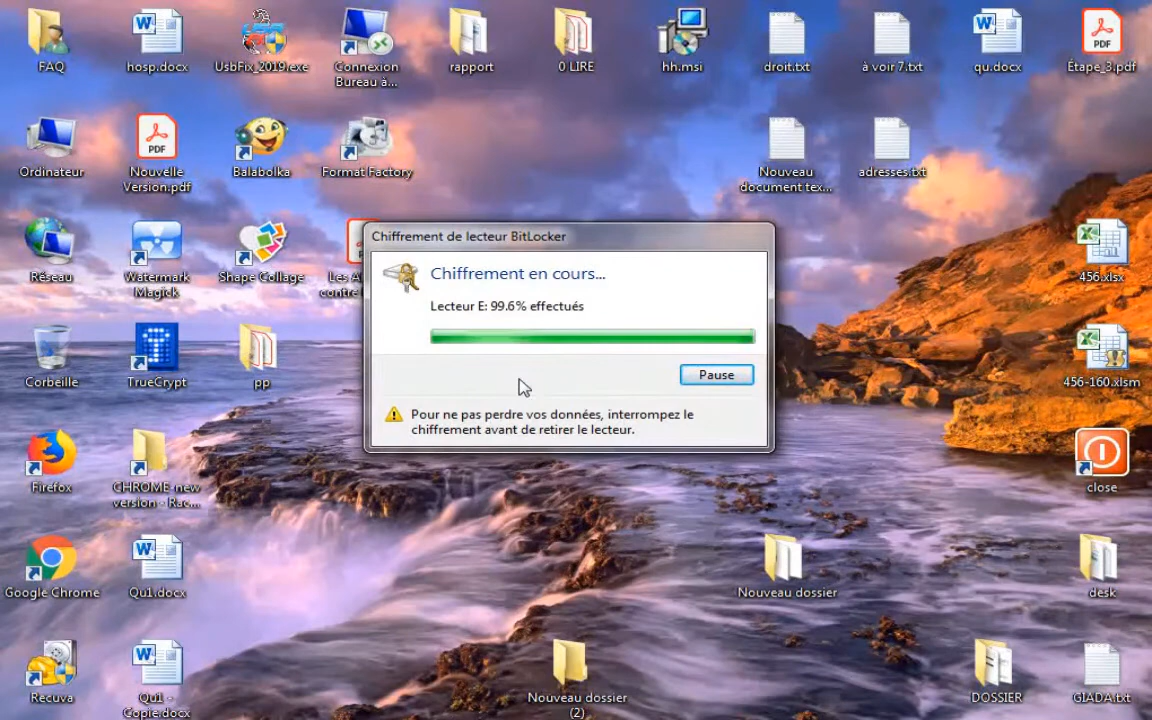 FAQ
hosp.docx
UsbFix_2019.exe
Connexion
Bureau à...
rapport
0 LIRE
hh.msi
droit.txt
à voir 7.txt
qu.docx
PDF
Étape_3.pdf
Ordinateur
PDF
Nouvelle
Version.pdf
Balabolka
Format Factory
Nouveau
document tex...
adresses.txt
Réseau
Watermark
Magick
Shape Collage
Les A
contre
456.xlsx
Chiffrement de lecteur BitLocker
Chiffrement en cours...
Lecteur E: 99.6% effectués
Pause
Pour ne pas perdre vos données, interrompez le
chiffrement avant de retirer le lecteur.
Corbeille
TrueCrypt
pp
456-160.xlsm
Firefox
CHROME-new
version - Rac...
close
Google Chrome
Qu1.docx
Nouveau dossier
desk
Recuva
Qu1 -
Copie.docx
Nouveau dossier
(2)
DOSSIER
GIADA.txt